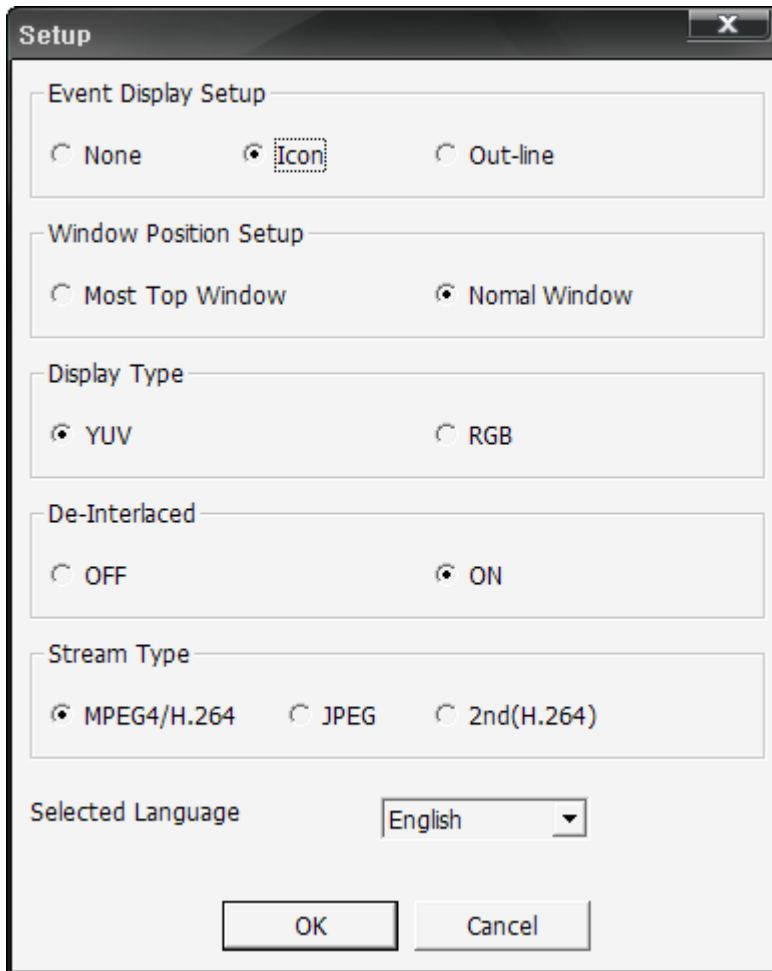 Setup
X
Event Display Setup
None Icon Out-line
Window Position Setup
Most Top Window Nomal Window
Display Type
YUV RGB
De-Interlaced
OFF ON
Stream Type
MPEG4/H.264 JPEG 2nd(H.264)
Selected Language English
OK Cancel